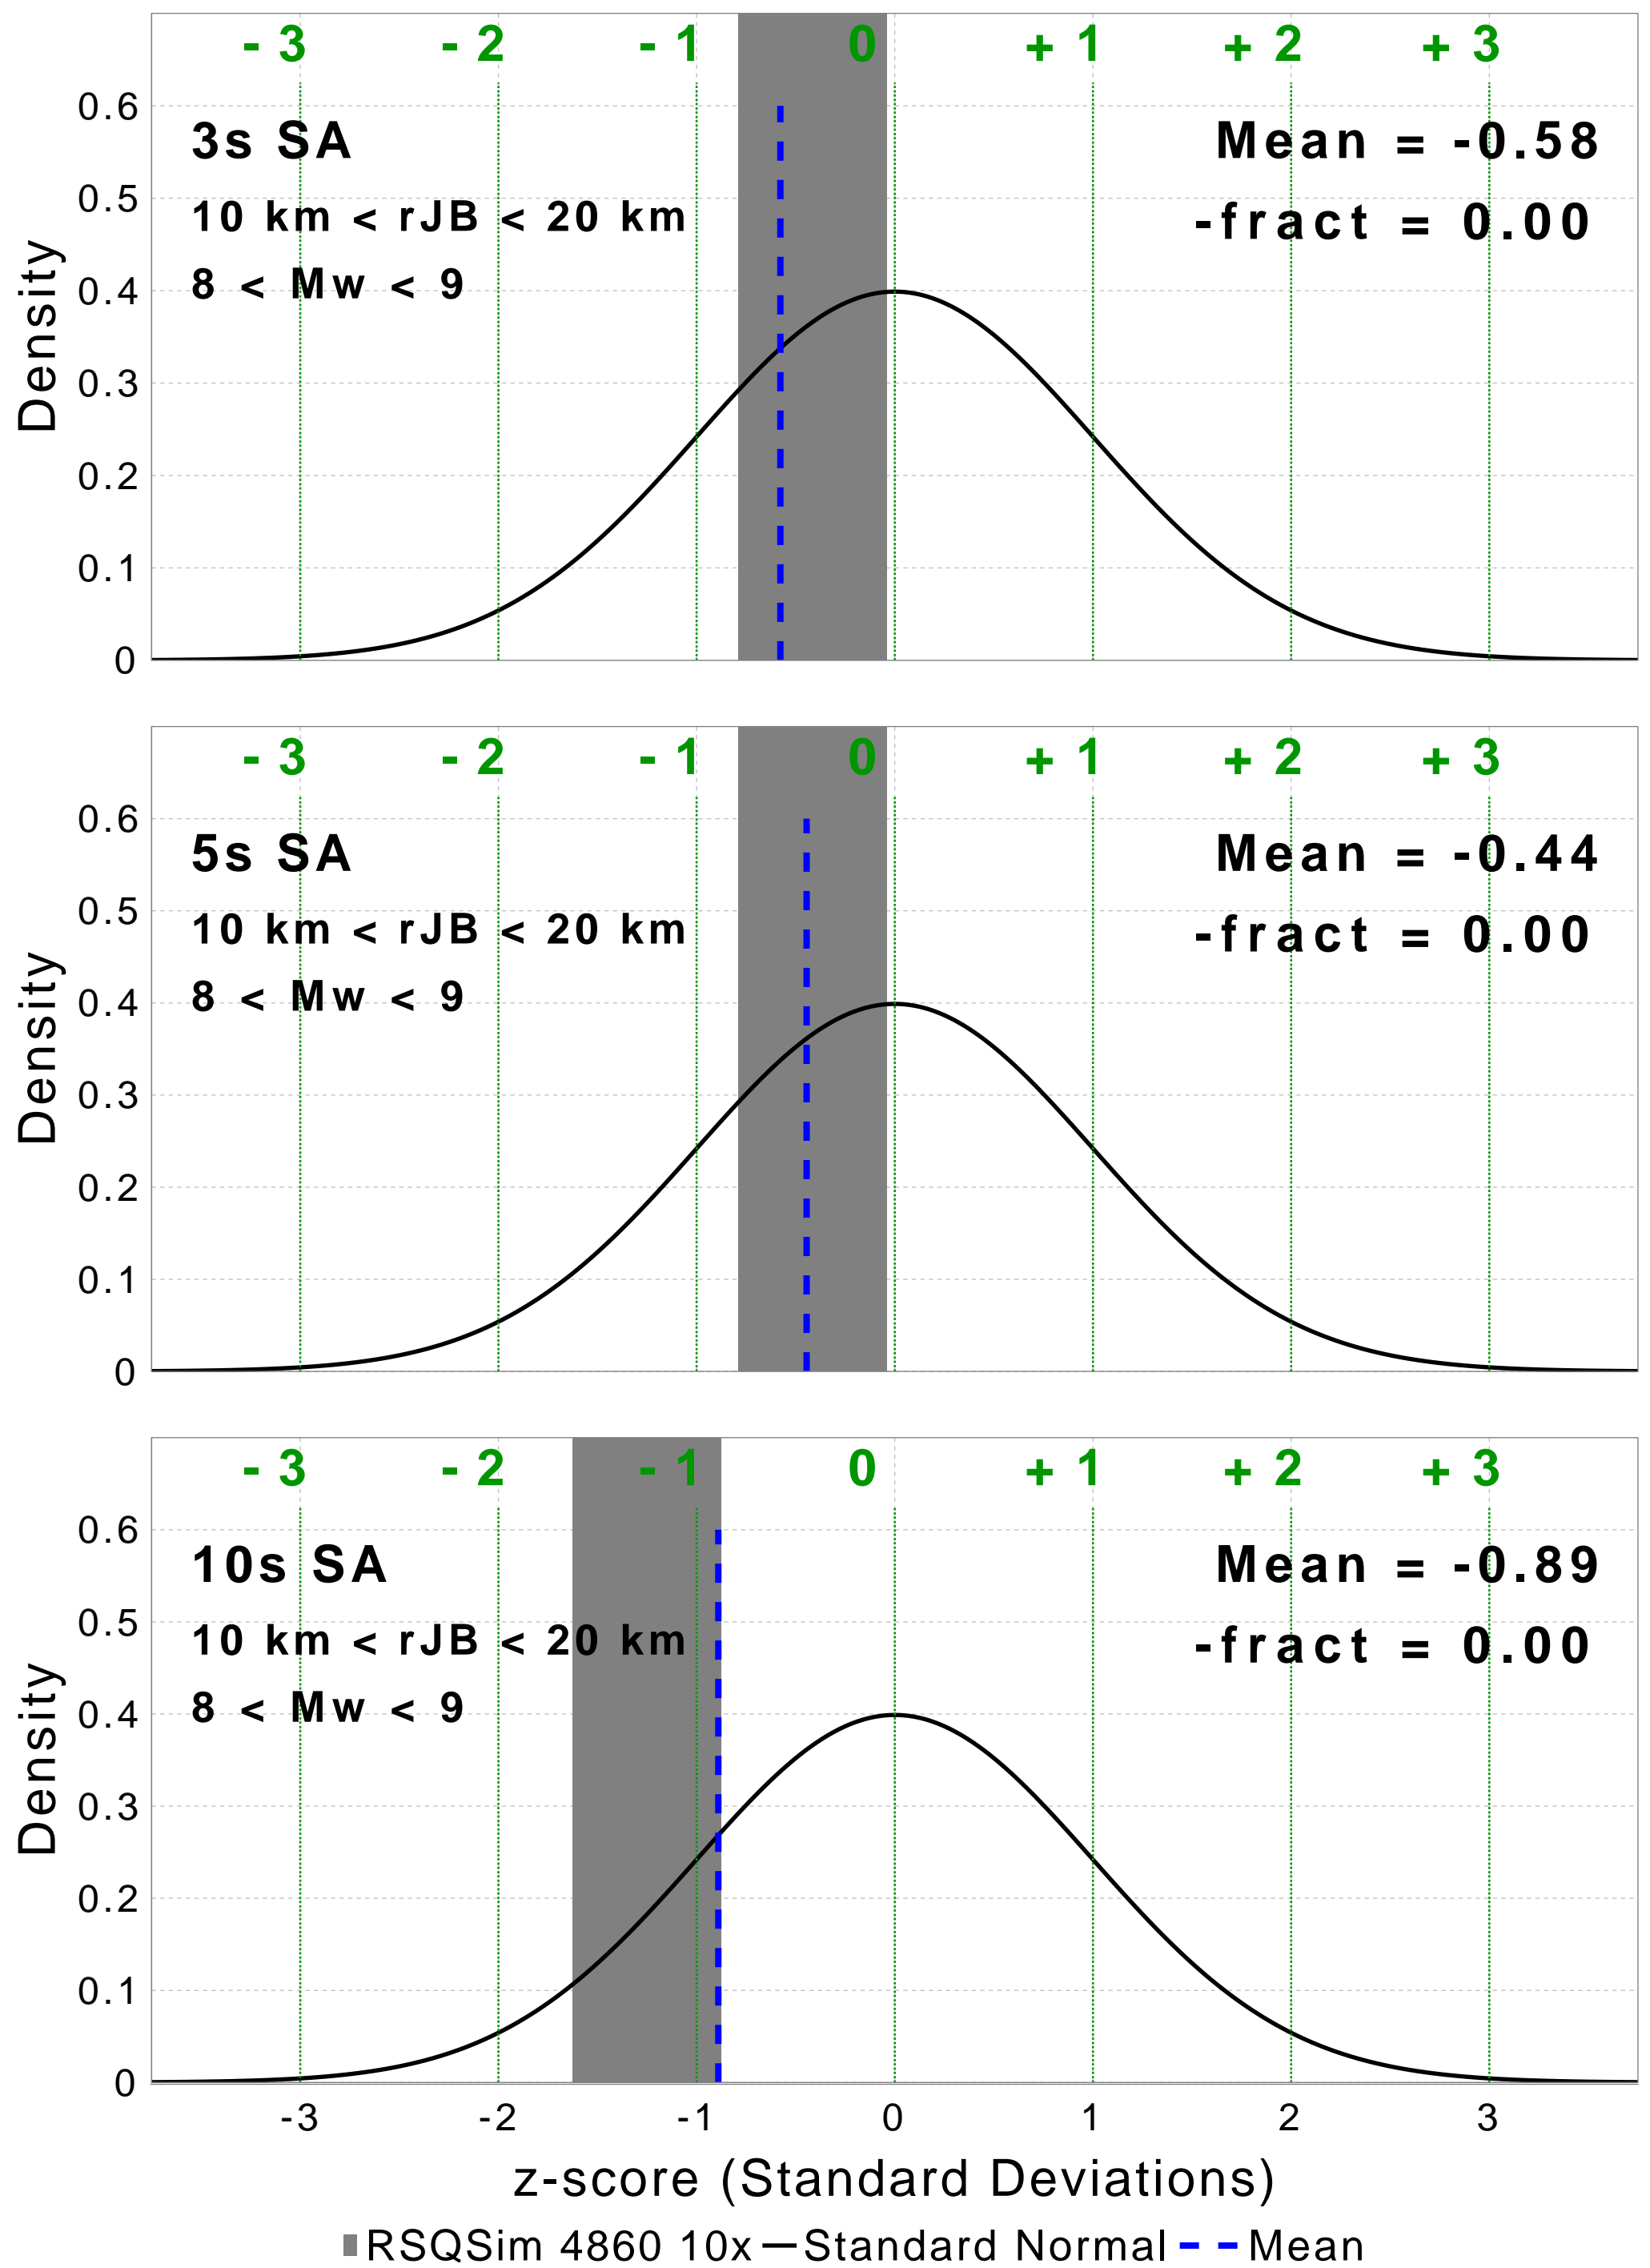 - 3 - 2 - 1 0 + 1 + 2 + 3
0.6
3s SA
Mean = -0.58
0.5
10 km < rJB < 20 km
-fract = 0.00
0.4
8 < Mw < 9
0.3
0.2
0.1
0
Density
- 3 - 2 - 1 0 + 1 + 2 + 3
0.6
5s SA
Mean = -0.44
0.5
10 km < rJB < 20 km
-fract = 0.00
0.4
8 < Mw < 9
0.3
0.2
0.1
0
Density
- 3 - 2 - 1 0 + 1 + 2 + 3
0.6
10s SA
Mean = -0.89
0.5
10 km < rJB < 20 km
-fract = 0.00
0.4
8 < Mw < 9
0.3
0.2
0.1
0
Density
-3 -2 -1 0 1 2 3
z-score (Standard Deviations)
RSQSim 4860 10x Standard Normal Mean